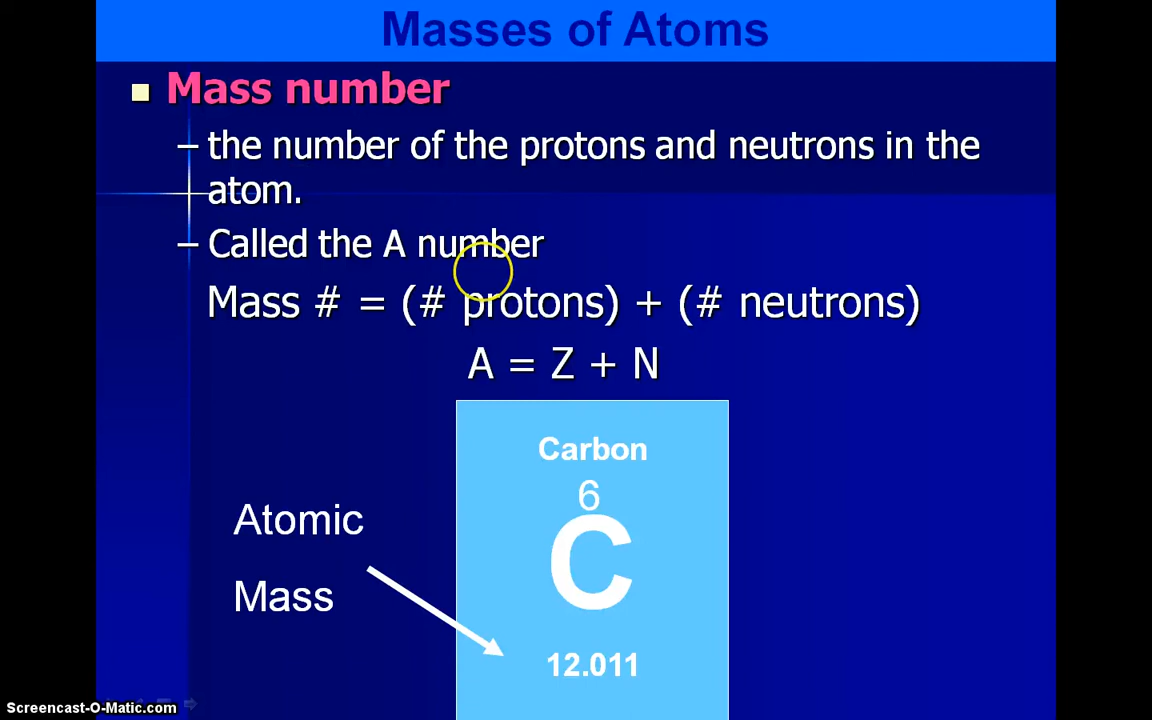 Masses of Atoms
Mass number
– the number of the protons and neutrons in the
atom.
– Called the A number
Mass # = (# protons) + (# neutrons)
A = Z + N
Carbon
6
C
Atomic
Mass
12.011
Screencast-O-Matic.com